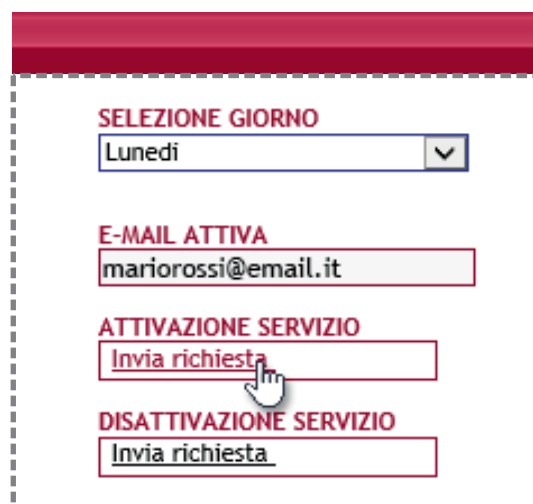 SELEZIONE GIORNO
Lunedi
E-MAIL ATTIVA
mariorossi@email.it
ATTIVAZIONE SERVIZIO
Invia richiesta
DISATTIVAZIONE SERVIZIO
Invia richiesta